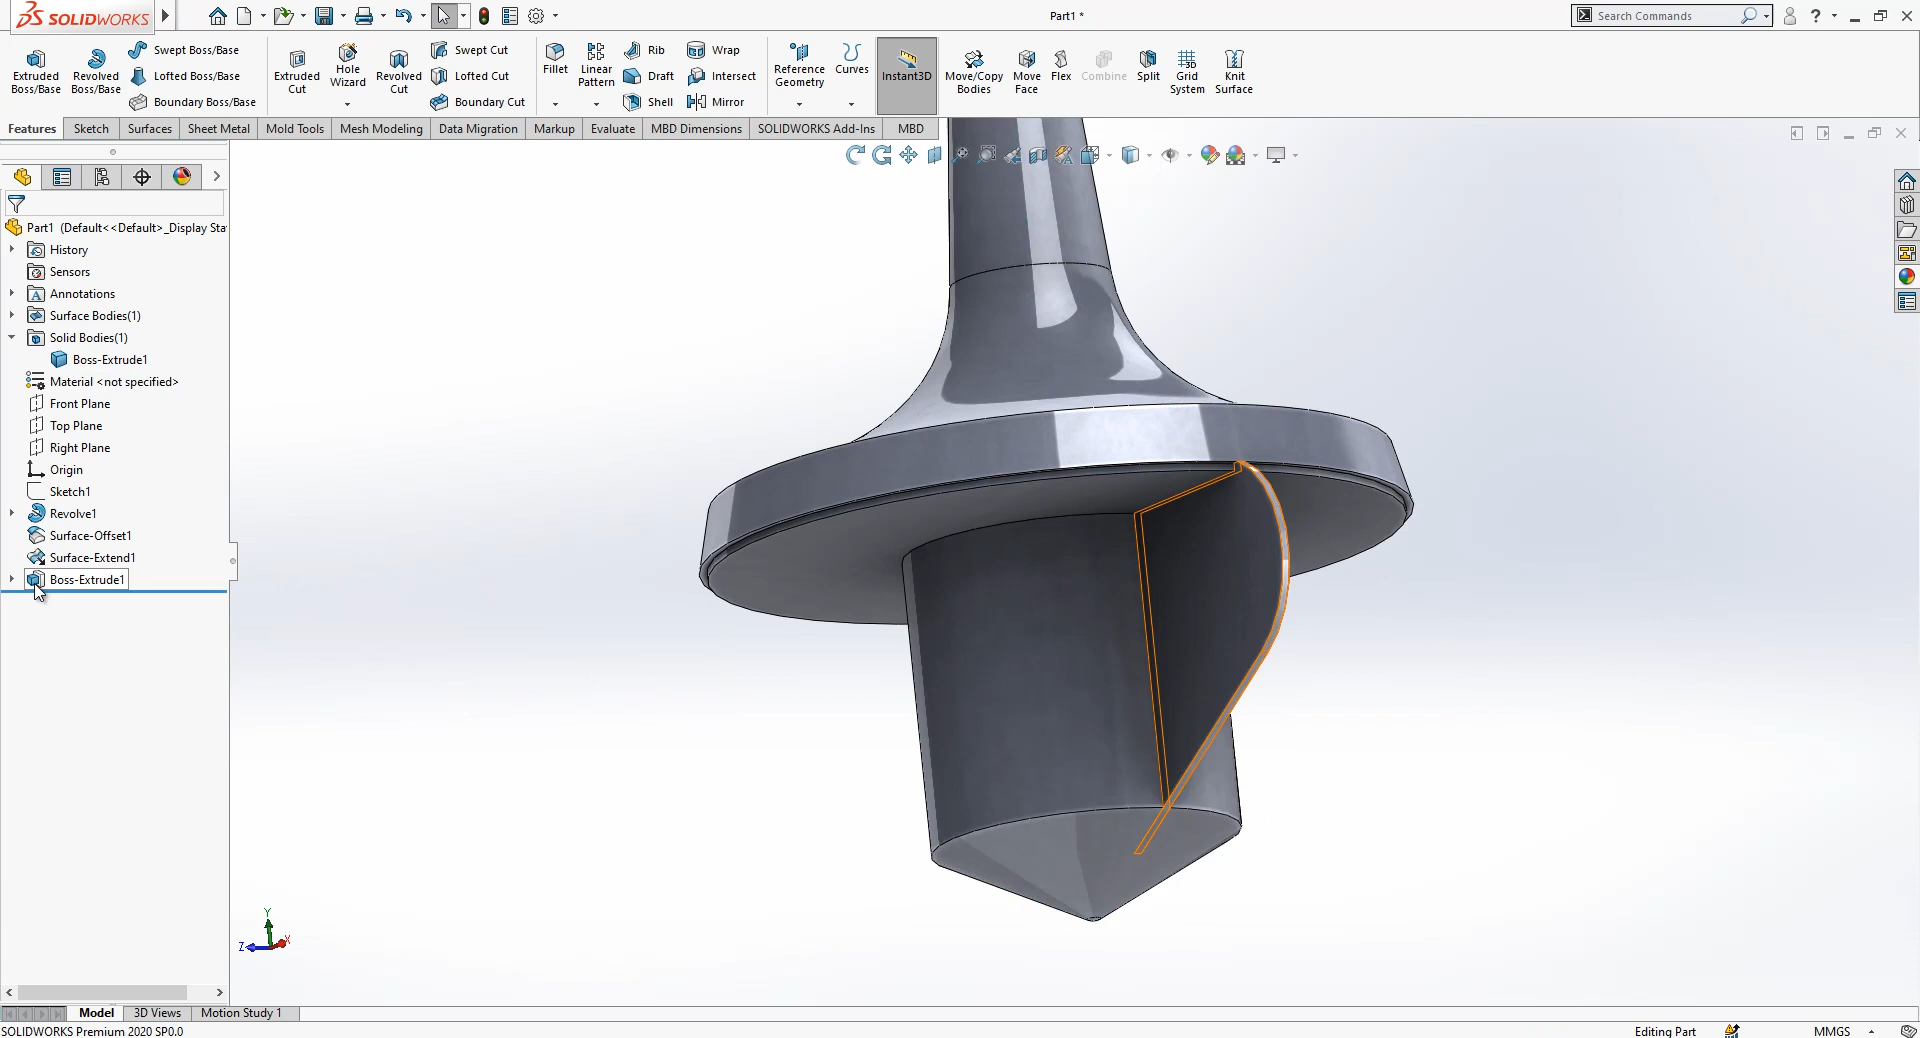 SOLIDWORKS
Part1 *
Search Commands
Extruded Boss/Base
Revolved Boss/Base
Swept Boss/Base
Lofted Boss/Base
Boundary Boss/Base
Extruded Cut
Hole Wizard
Revolved Cut
Swept Cut
Lofted Cut
Boundary Cut
Fillet
Linear Pattern
Rib
Draft
Shell
Wrap
Intersect
Mirror
Reference Geometry
Curves
Instant3D
Move/Copy Bodies
Move Face
Flex
Combine
Split
Grid System
Knit Surface
Features
Sketch
Surfaces
Sheet Metal
Mold Tools
Mesh Modeling
Data Migration
Markup
Evaluate
MBD Dimensions
SOLIDWORKS Add-Ins
MBD
Part1 (Default<<Default>_Display Sta
History
Sensors
Annotations
Surface Bodies(1)
Solid Bodies(1)
Boss-Extrude1
Material <not specified>
Front Plane
Top Plane
Right Plane
Origin
Sketch1
Revolve1
Surface-Offset1
Surface-Extend1
Boss-Extrude1
Y
Z
X
Model
3D Views
Motion Study 1
SOLIDWORKS Premium 2020 SP0.0
Editing Part
MMGS